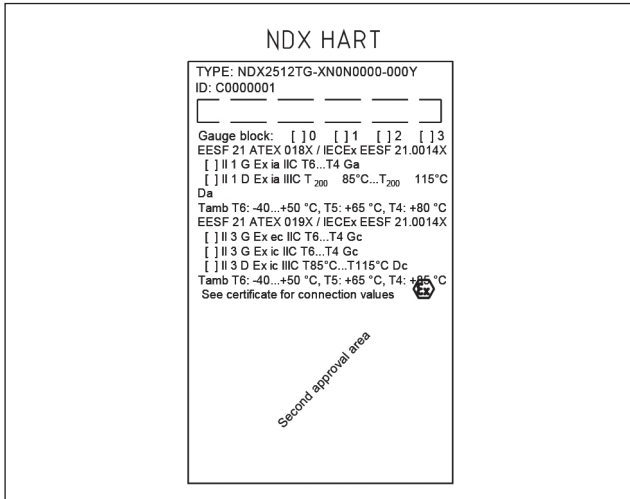 NDX HART
TYPE: NDX2512TG-XN0N0000-000Y
ID: C0000001
Gauge block: [ ] 0 [ ] 1 [ ] 2 [ ] 3
EESF 21 ATEX 018X / IECEx EESF 21.0014X
[ ] II 1 G Ex ia IIC T6...T4 Ga
[ ] II 1 D Ex ia IIIC T200 85°C...T200 115°C
Da
Tamb T6: -40...+50 °C, T5: +65 °C, T4: +80 °C
EESF 21 ATEX 019X / IECEx EESF 21.0014X
[ ] II 3 G Ex ec IIC T6...T4 Gc
[ ] II 3 G Ex ic IIC T6...T4 Gc
[ ] II 3 D Ex ic IIIC T85°C...T115°C Dc
Tamb T6: -40...+50 °C, T5: +65 °C, T4: +85 °C
See certificate for connection values Ex
Second approval area